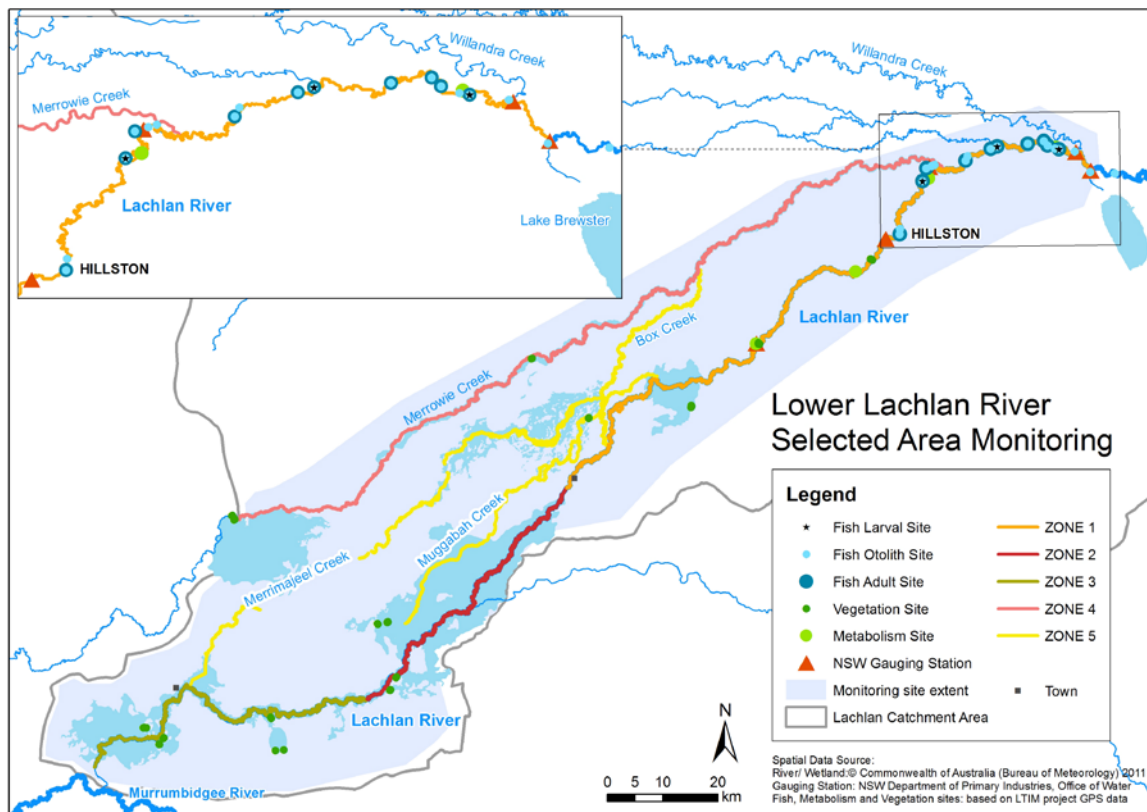 Willandra Creek
Merrowie Creek
Lachlan River
Lake Brewster
HILLSTON
Willandra Creek
HILLSTON
Lachlan River
Box Creek
Merrowie Creek
Muggabah Creek
Merrimajeel Creek
Lachlan River
Murrumbidgee River
Lower Lachlan River
Selected Area Monitoring
Legend
Fish Larval Site
Fish Otolith Site
Fish Adult Site
Vegetation Site
Metabolism Site
NSW Gauging Station
Monitoring site extent
Lachlan Catchment Area
ZONE 1
ZONE 2
ZONE 3
ZONE 4
ZONE 5
Town
N
0 5 10 20
km
Spatial Data Source:
River/ Wetland:© Commonwealth of Australia (Bureau of Meteorology) 2011
Gauging Station: NSW Department of Primary Industries, Office of Water
Fish, Metabolism and Vegetation sites: based on LTIM project GPS data